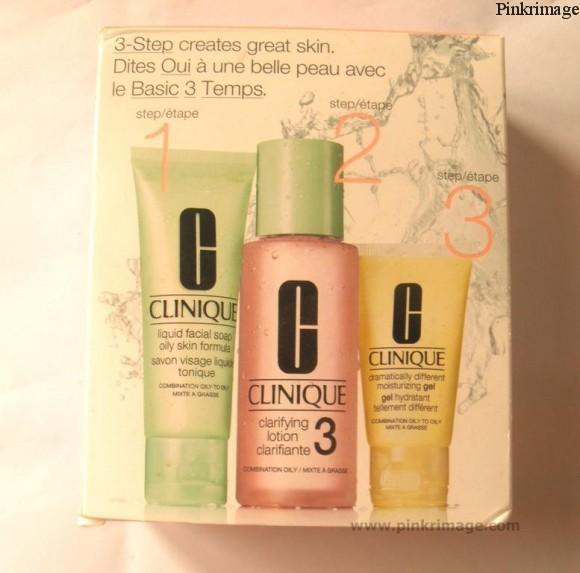 Pinkrimage
3-Step creates great skin.
Dites Oui à une belle peau avec
le Basic 3 Temps.
step/étape
1
step/étape
2
step/étape
3
C
CLINIQUE
liquid facial soap
oily skin formula
savon visage liquide
tonique
COMBINATION OILY TO OILY
MIXTE A GRASSE
C
CLINIQUE
clarifying
lotion 3
clarifiante
COMBINATION OILY / MIXTE A GRASSE
C
CLINIQUE
dramatically different
moisturizing gel
gel hydratant
tellement différent
COMBINATION OILY TO OILY
MIXTE A GRASSE
www.pinkrimage.com